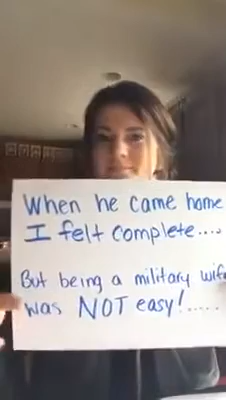 When he came home
I felt complete....
But being a military wife
was NOT easy!.....